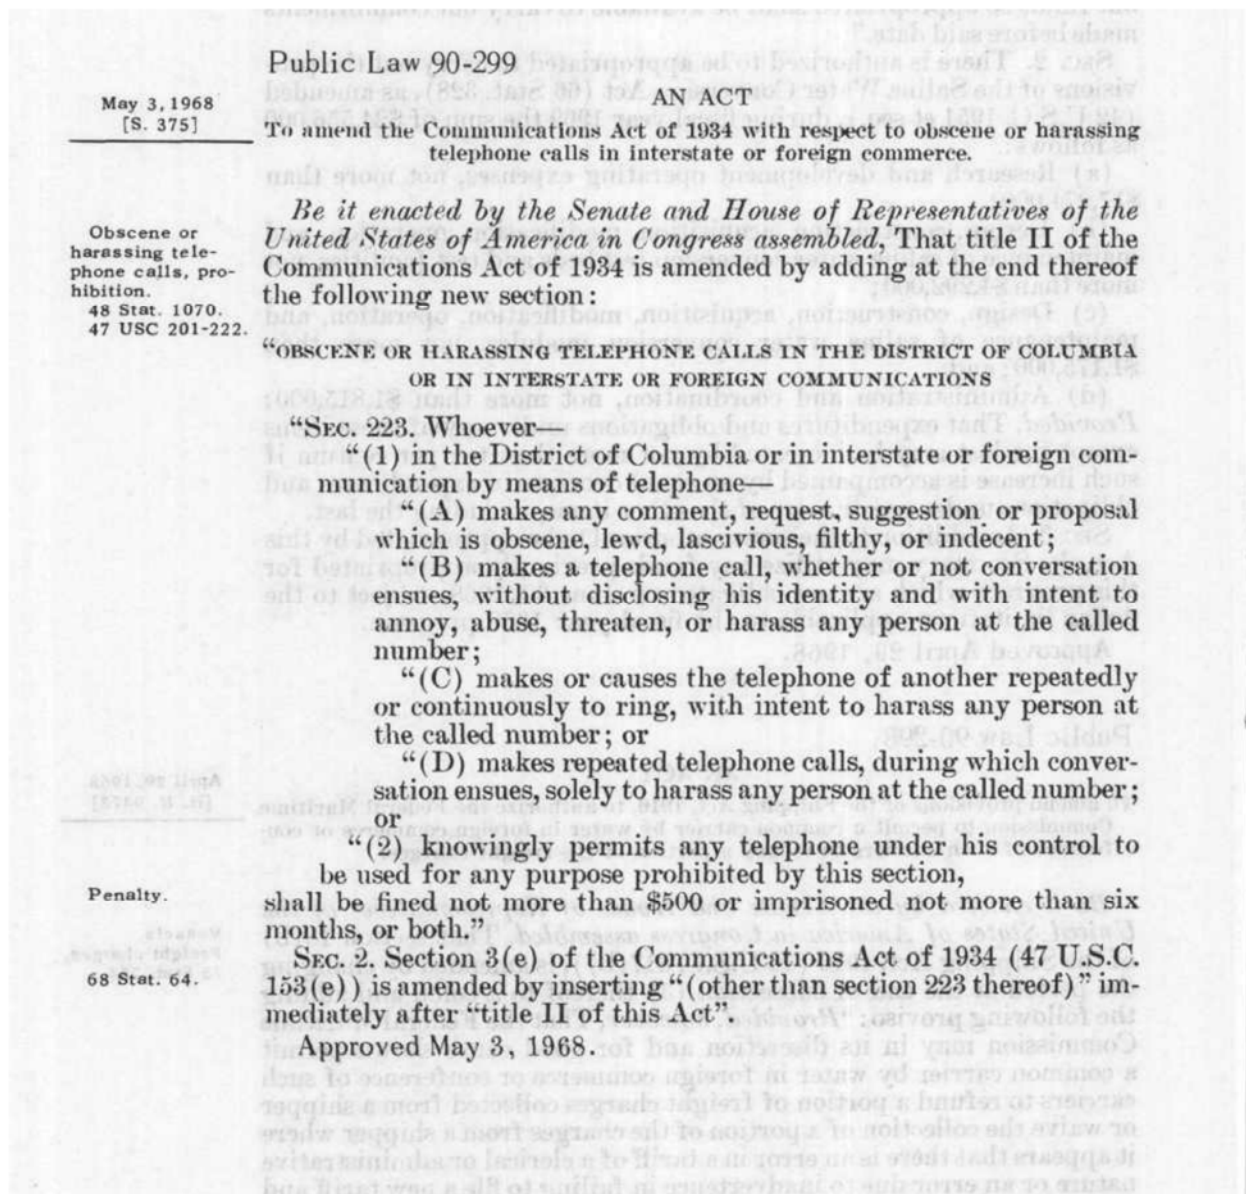 Public Law 90-299
May 3, 1968
[S. 375]
AN ACT
To amend the Communications Act of 1934 with respect to obscene or harassing
telephone calls in interstate or foreign commerce.
Obscene or
harassing tele-
phone calls, pro-
hibition.
48 Stat. 1070.
47 USC 201-222.
Be it enacted by the Senate and House of Representatives of the
United States of America in Congress assembled, That title II of the
Communications Act of 1934 is amended by adding at the end thereof
the following new section:
"OBSCENE OR HARASSING TELEPHONE CALLS IN THE DISTRICT OF COLUMBIA
OR IN INTERSTATE OR FOREIGN COMMUNICATIONS
"SEC. 223. Whoever—
"(1) in the District of Columbia or in interstate or foreign com-
munication by means of telephone—
"(A) makes any comment, request, suggestion or proposal
which is obscene, lewd, lascivious, filthy, or indecent;
"(B) makes a telephone call, whether or not conversation
ensues, without disclosing his identity and with intent to
annoy, abuse, threaten, or harass any person at the called
number;
"(C) makes or causes the telephone of another repeatedly
or continuously to ring, with intent to harass any person at
the called number; or
"(D) makes repeated telephone calls, during which conver-
sation ensues, solely to harass any person at the called number;
or
"(2) knowingly permits any telephone under his control to
be used for any purpose prohibited by this section,
Penalty.
shall be fined not more than $500 or imprisoned not more than six
months, or both."
68 Stat. 64.
SEC. 2. Section 3(e) of the Communications Act of 1934 (47 U.S.C.
153(e)) is amended by inserting "(other than section 223 thereof)" im-
mediately after "title II of this Act".
Approved May 3, 1968.